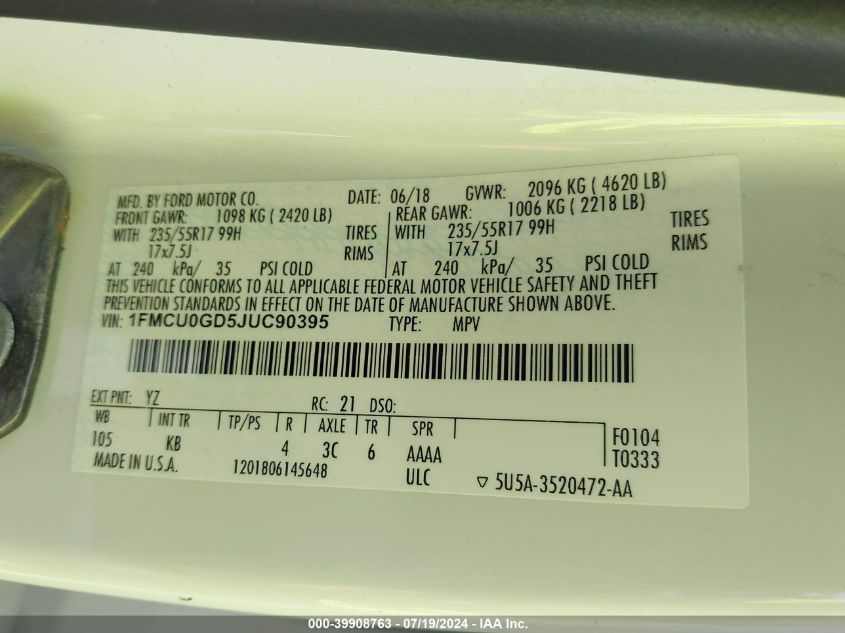 MFD. BY FORD MOTOR CO. DATE: 06/18 GVWR: 2096 KG ( 4620 LB)
FRONT GAWR: 1098 KG ( 2420 LB) REAR GAWR: 1006 KG ( 2218 LB)
WITH 235/55R17 99H TIRES WITH 235/55R17 99H TIRES
17x7.5J RIMS 17x7.5J RIMS
AT 240 kPa/ 35 PSI COLD AT 240 kPa/ 35 PSI COLD
THIS VEHICLE CONFORMS TO ALL APPLICABLE FEDERAL MOTOR VEHICLE SAFETY AND THEFT
PREVENTION STANDARDS IN EFFECT ON THE DATE OF MANUFACTURE SHOWN ABOVE.
VIN: 1FMCU0GD5JUC90395 TYPE: MPV
EXT PNT: YZ RC: 21 DSO:
WB INT TR TP/PS R AXLE TR SPR
105 KB 4 3C 6 AAAA F0104
MADE IN U.S.A. 1201806145648 ULC T0333
5U5A-3520472-AA
000-39908763 - 07/19/2024 - IAA Inc.